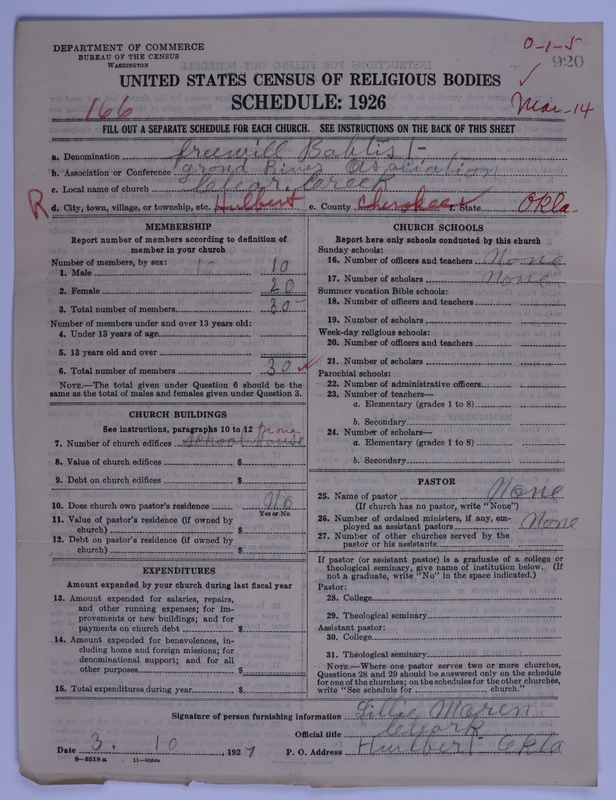 DEPARTMENT OF COMMERCE
BUREAU OF THE CENSUS
WASHINGTON
0-1-5
920
UNITED STATES CENSUS OF RELIGIOUS BODIES
SCHEDULE: 1926
166
Mar-14
FILL OUT A SEPARATE SCHEDULE FOR EACH CHURCH. SEE INSTRUCTIONS ON THE BACK OF THIS SHEET
a. Denomination freewill Baptist
b. Association or Conference grand River Asociation
c. Local name of church Creek
R d. City, town, village, or township, etc. Hulbert e. County Cherokee f. State Okla
MEMBERSHIP
Report number of members according to definition of
member in your church
Number of members, by sex:
1. Male 10
2. Female 20
3. Total number of members 30
Number of members under and over 13 years old:
4. Under 13 years of age
5. 13 years old and over
6. Total number of members 30
NOTE.—The total given under Question 6 should be the
same as the total of males and females given under Question 3.
CHURCH BUILDINGS
See instructions, paragraphs 10 to 12 none
7. Number of church edifices School House
8. Value of church edifices $
9. Debt on church edifices $
10. Does church own pastor's residence No
Yes or No
11. Value of pastor's residence (if owned by
church) $
12. Debt on pastor's residence (if owned by
church) $
EXPENDITURES
Amount expended by your church during last fiscal year
13. Amount expended for salaries, repairs,
and other running expenses; for im-
provements or new buildings; and for
payments on church debt $
14. Amount expended for benevolences, in-
cluding home and foreign missions; for
denominational support; and for all
other purposes $
15. Total expenditures during year $
CHURCH SCHOOLS
Report here only schools conducted by this church
Sunday schools:
16. Number of officers and teachers None
17. Number of scholars None
Summer vacation Bible schools:
18. Number of officers and teachers
19. Number of scholars
Week-day religious schools:
20. Number of officers and teachers
21. Number of scholars
Parochial schools:
22. Number of administrative officers
23. Number of teachers—
a. Elementary (grades 1 to 8)
b. Secondary
24. Number of scholars—
a. Elementary (grades 1 to 8)
b. Secondary
PASTOR
25. Name of pastor None
(If church has no pastor, write "None")
26. Number of ordained ministers, if any, em-
ployed as assistant pastors None
27. Number of other churches served by the
pastor or his assistants
If pastor (or assistant pastor) is a graduate of a college or
theological seminary, give name of institution below. (If
not a graduate, write "No" in the space indicated.)
Pastor:
28. College
29. Theological seminary
Assistant pastor:
30. College
31. Theological seminary
NOTE.—Where one pastor serves two or more churches,
Questions 28 and 29 should be answered only on the schedule
for one of the churches; on the schedules for the other churches,
write "See schedule for church."
Signature of person furnishing information Lillie Maren
Official title
Date 3. 10, 1927 P. O. Address Hurlbert Okla
8—5518 a